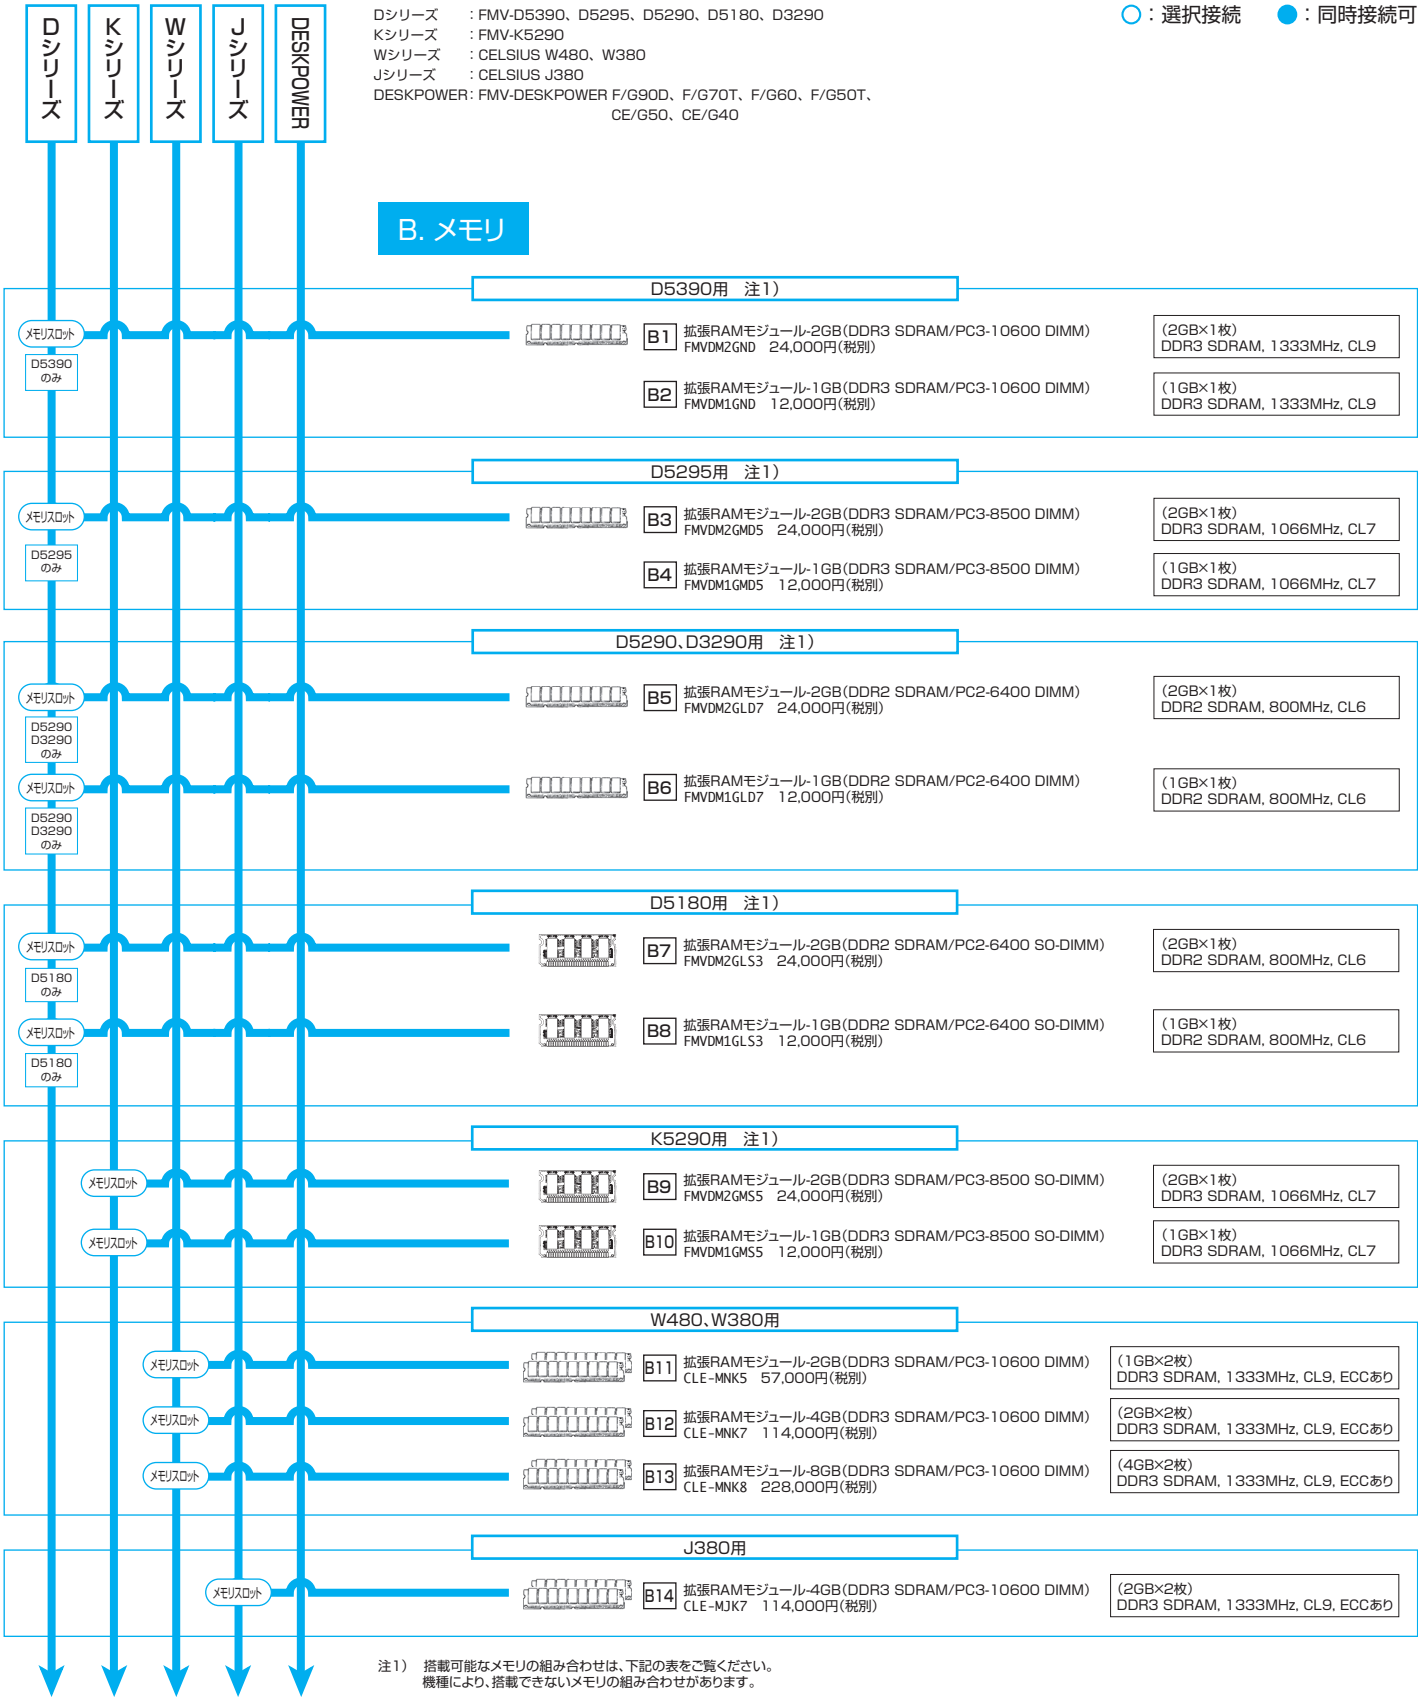 Dシリーズ
Kシリーズ
Wシリーズ
Jシリーズ
DESKPOWER
Dシリーズ　：FMV-D5390、D5295、D5290、D5180、D3290
Kシリーズ　：FMV-K5290
Wシリーズ　：CELSIUS W480、W380
Jシリーズ　：CELSIUS J380
DESKPOWER：FMV-DESKPOWER F/G90D、F/G70T、F/G60、F/G50T、
CE/G50、CE/G40
○：選択接続　●：同時接続可
B. メモリ
D5390用　注1）
メモリスロット
D5390
のみ
B1
拡張RAMモジュール-2GB（DDR3 SDRAM/PC3-10600 DIMM）
FMVDM2GND　24,000円（税別）
（2GB×1枚）
DDR3 SDRAM, 1333MHz, CL9
B2
拡張RAMモジュール-1GB（DDR3 SDRAM/PC3-10600 DIMM）
FMVDM1GND　12,000円（税別）
（1GB×1枚）
DDR3 SDRAM, 1333MHz, CL9
D5295用　注1）
メモリスロット
D5295
のみ
B3
拡張RAMモジュール-2GB（DDR3 SDRAM/PC3-8500 DIMM）
FMVDM2GMD5　24,000円（税別）
（2GB×1枚）
DDR3 SDRAM, 1066MHz, CL7
B4
拡張RAMモジュール-1GB（DDR3 SDRAM/PC3-8500 DIMM）
FMVDM1GMD5　12,000円（税別）
（1GB×1枚）
DDR3 SDRAM, 1066MHz, CL7
D5290、D3290用　注1）
メモリスロット
D5290
D3290
のみ
B5
拡張RAMモジュール-2GB（DDR2 SDRAM/PC2-6400 DIMM）
FMVDM2GLD7　24,000円（税別）
（2GB×1枚）
DDR2 SDRAM, 800MHz, CL6
メモリスロット
D5290
D3290
のみ
B6
拡張RAMモジュール-1GB（DDR2 SDRAM/PC2-6400 DIMM）
FMVDM1GLD7　12,000円（税別）
（1GB×1枚）
DDR2 SDRAM, 800MHz, CL6
D5180用　注1）
メモリスロット
D5180
のみ
B7
拡張RAMモジュール-2GB（DDR2 SDRAM/PC2-6400 SO-DIMM）
FMVDM2GLS3　24,000円（税別）
（2GB×1枚）
DDR2 SDRAM, 800MHz, CL6
メモリスロット
D5180
のみ
B8
拡張RAMモジュール-1GB（DDR2 SDRAM/PC2-6400 SO-DIMM）
FMVDM1GLS3　12,000円（税別）
（1GB×1枚）
DDR2 SDRAM, 800MHz, CL6
K5290用　注1）
メモリスロット
B9
拡張RAMモジュール-2GB（DDR3 SDRAM/PC3-8500 SO-DIMM）
FMVDM2GMS5　24,000円（税別）
（2GB×1枚）
DDR3 SDRAM, 1066MHz, CL7
メモリスロット
B10
拡張RAMモジュール-1GB（DDR3 SDRAM/PC3-8500 SO-DIMM）
FMVDM1GMS5　12,000円（税別）
（1GB×1枚）
DDR3 SDRAM, 1066MHz, CL7
W480、W380用
メモリスロット
B11
拡張RAMモジュール-2GB（DDR3 SDRAM/PC3-10600 DIMM）
CLE-MNK5　57,000円（税別）
（1GB×2枚）
DDR3 SDRAM, 1333MHz, CL9, ECCあり
メモリスロット
B12
拡張RAMモジュール-4GB（DDR3 SDRAM/PC3-10600 DIMM）
CLE-MNK7　114,000円（税別）
（2GB×2枚）
DDR3 SDRAM, 1333MHz, CL9, ECCあり
メモリスロット
B13
拡張RAMモジュール-8GB（DDR3 SDRAM/PC3-10600 DIMM）
CLE-MNK8　228,000円（税別）
（4GB×2枚）
DDR3 SDRAM, 1333MHz, CL9, ECCあり
J380用
メモリスロット
B14
拡張RAMモジュール-4GB（DDR3 SDRAM/PC3-10600 DIMM）
CLE-MJK7　114,000円（税別）
（2GB×2枚）
DDR3 SDRAM, 1333MHz, CL9, ECCあり
注1）　搭載可能なメモリの組み合わせは、下記の表をご覧ください。
機種により、搭載できないメモリの組み合わせがあります。